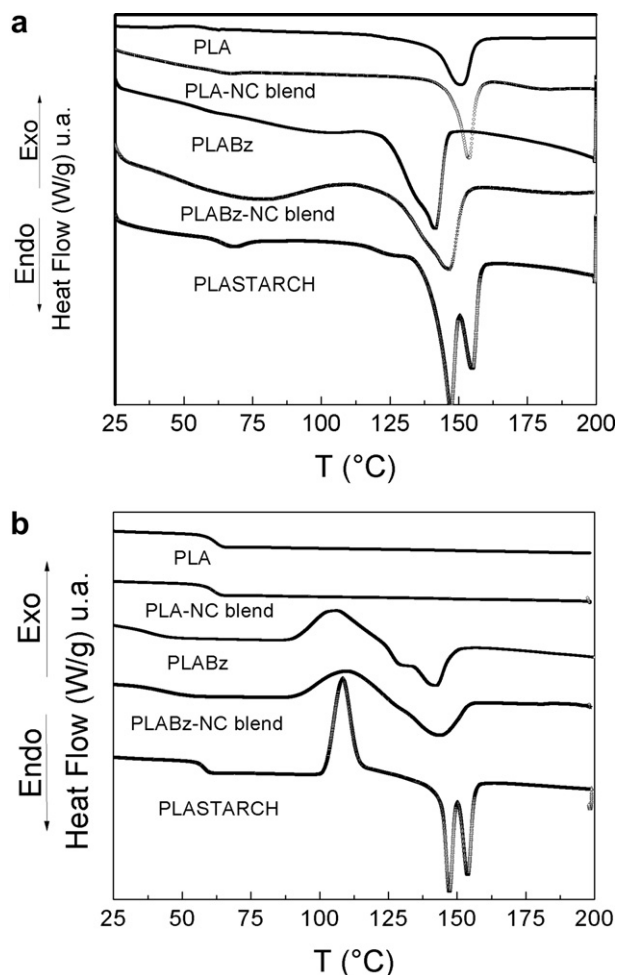 a
PLA
PLA-NC blend
PLABz
PLABz-NC blend
PLASTARCH
Endo Exo
Heat Flow (W/g) u.a.
25 50 75 100 125 150 175 200
T (°C)
b
PLA
PLA-NC blend
PLABz
PLABz-NC blend
PLASTARCH
Endo Exo
Heat Flow (W/g) u.a.
25 50 75 100 125 150 175 200
T (°C)